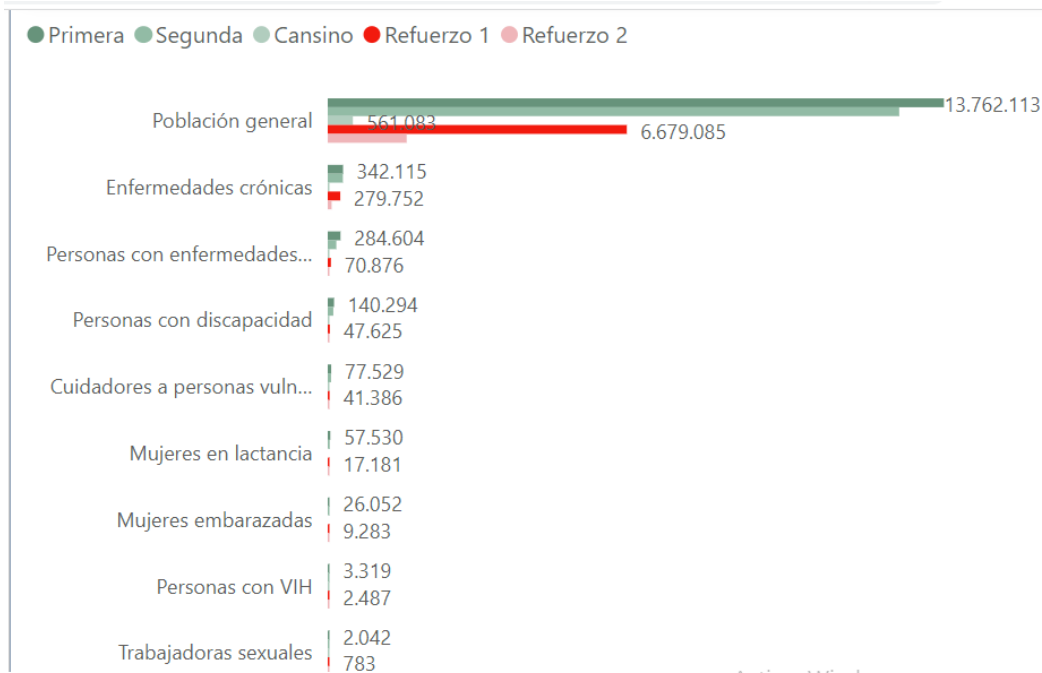 Primera Segunda Cansino Refuerzo 1 Refuerzo 2
Población general 13.762.113
561.083
6.679.085
Enfermedades crónicas 342.115
279.752
Personas con enfermedades... 284.604
70.876
Personas con discapacidad 140.294
47.625
Cuidadores a personas vuln... 77.529
41.386
Mujeres en lactancia 57.530
17.181
Mujeres embarazadas 26.052
9.283
Personas con VIH 3.319
2.487
Trabajadoras sexuales 2.042
783